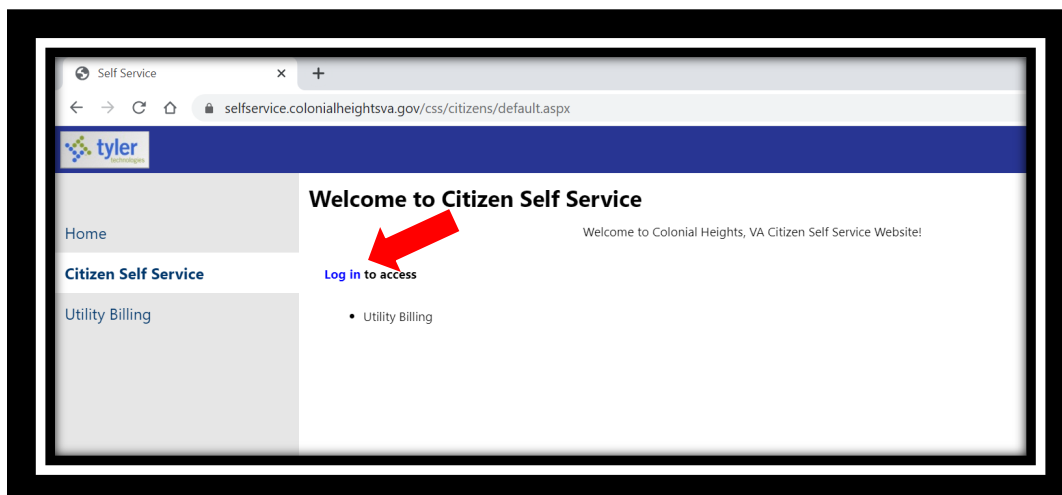 Self Service
selfservice.colonialheightsva.gov/css/citizens/default.aspx
tyler
technologies
Welcome to Citizen Self Service
Home
Welcome to Colonial Heights, VA Citizen Self Service Website!
Citizen Self Service
Log in to access
Utility Billing
• Utility Billing